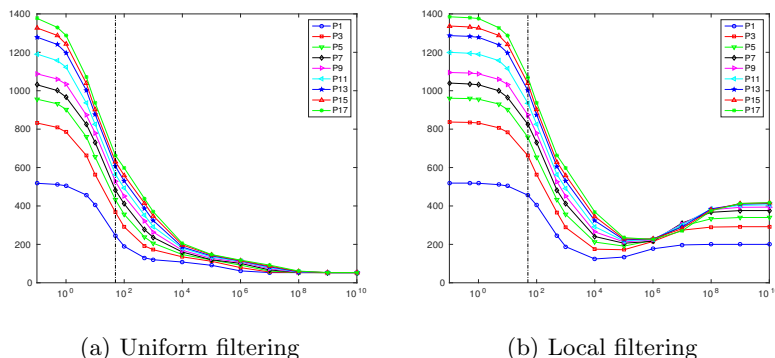 1400
1200
1000
800
600
400
200
0
10^0
10^2
10^4
10^6
10^8
10^10
P1
P3
P5
P7
P9
P11
P13
P15
P17
(a) Uniform filtering
1400
1200
1000
800
600
400
200
0
10^0
10^2
10^4
10^6
10^8
10^1
P1
P3
P5
P7
P9
P11
P13
P15
P17
(b) Local filtering